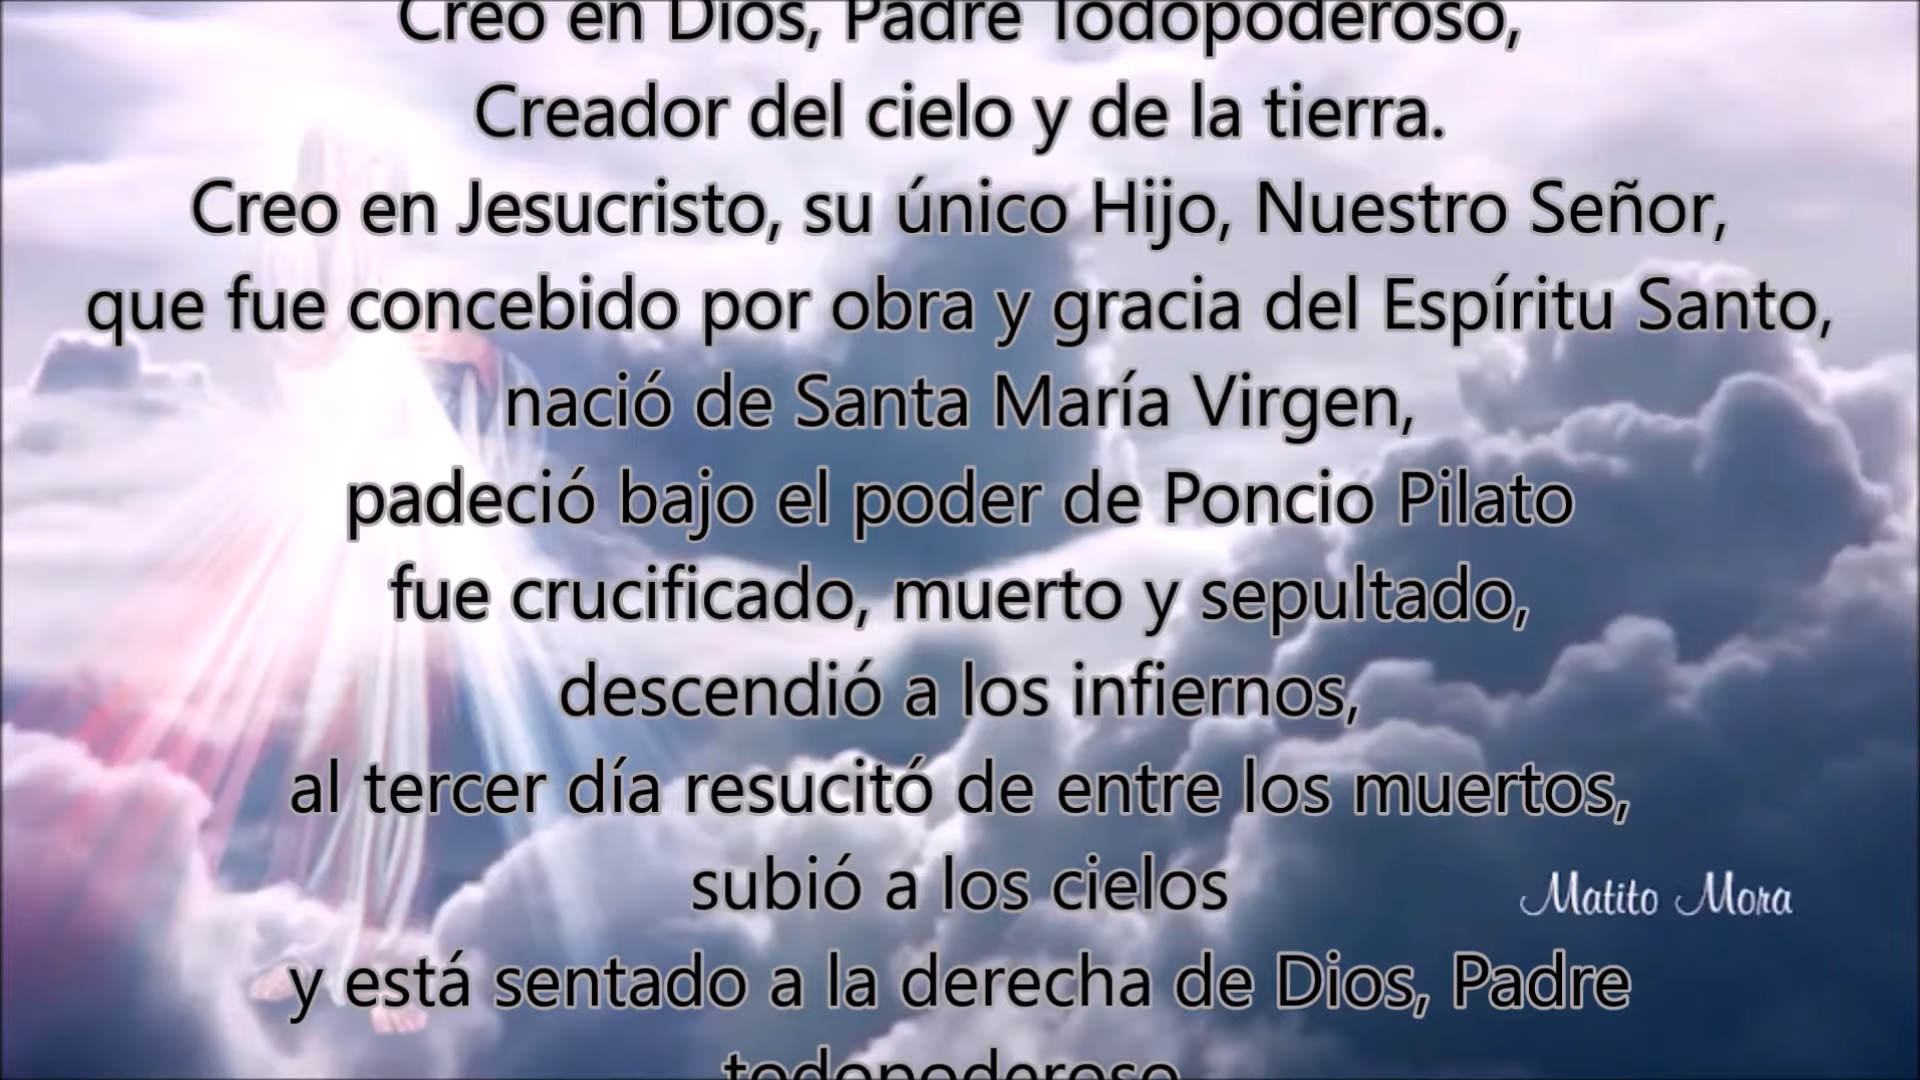 Creo en Dios, Padre Todopoderoso,
Creador del cielo y de la tierra.
Creo en Jesucristo, su único Hijo, Nuestro Señor,
que fue concebido por obra y gracia del Espíritu Santo,
nació de Santa María Virgen,
padeció bajo el poder de Poncio Pilato
fue crucificado, muerto y sepultado,
descendió a los infiernos,
al tercer día resucitó de entre los muertos,
subió a los cielos
Matito Mora
y está sentado a la derecha de Dios, Padre
todopoderoso